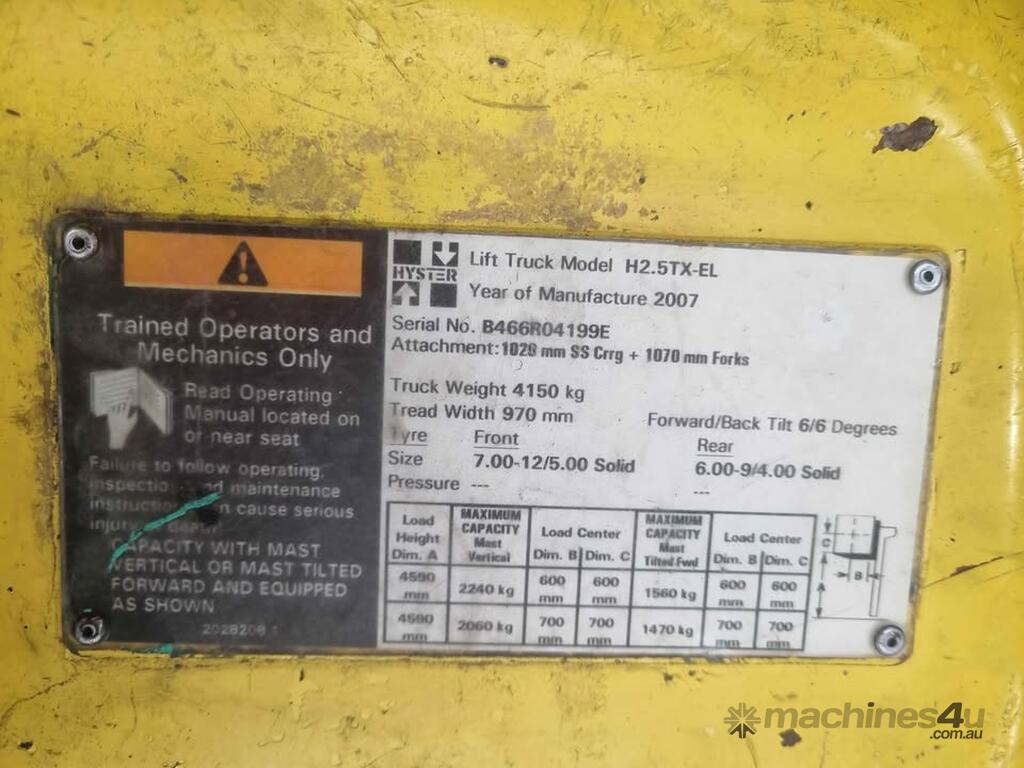 Trained Operators and
Mechanics Only
Read Operating
Manual located on
or near seat
Failure to follow operating,
inspection and maintenance
can cause serious
injury
CAPACITY WITH MAST
VERTICAL OR MAST TILTED
FORWARD AND EQUIPPED
AS SHOWN
HYSTER
Lift Truck Model H2.5TX-EL
Year of Manufacture 2007
Serial No. B466R04199E
Attachment: mm SS Crrg + 1070 mm Forks
Truck Weight 4150 kg
Tread Width 970 mm Forward/Back Tilt 6/6 Degrees
Tyre Front Rear
Size 7.00-12/5.00 Solid 6.00-9/4.00 Solid
Pressure --- ---
Load Height Dim. A MAXIMUM CAPACITY Mast Vertical Load Center Dim. B Dim. C MAXIMUM CAPACITY Mast Tilted Fwd Load Center Dim. B Dim. C
4590 mm 2240 kg 600 mm 600 mm 1560 kg 600 mm 600 mm
4590 mm 2060 kg 700 mm 700 mm 1470 kg 700 mm 700 mm
C
B
A
machines4u
.com.au